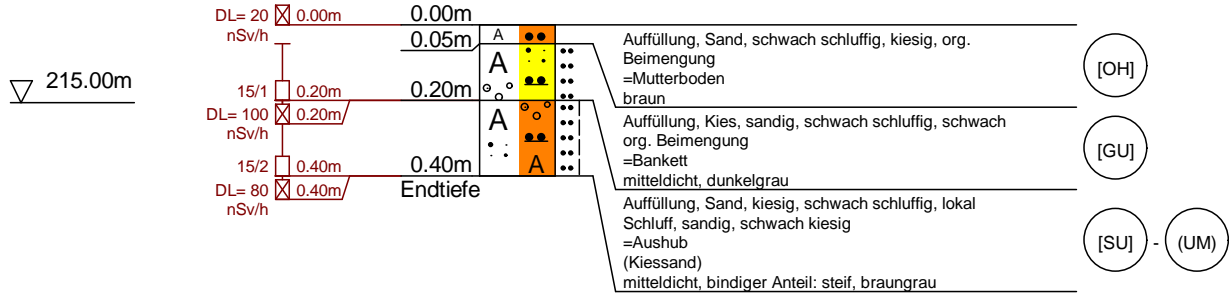 DL= 20 0.00m 0.00m
nSv/h
0.05m
215.00m
15/1 0.20m 0.20m
DL= 100 0.20m
nSv/h
15/2 0.40m 0.40m
DL= 80 0.40m Endtiefe
nSv/h
A
A
A
A
Auffüllung, Sand, schwach schluffig, kiesig, org.
Beimengung
=Mutterboden
braun
[OH]
Auffüllung, Kies, sandig, schwach schluffig, schwach
org. Beimengung
=Bankett
mitteldicht, dunkelgrau
[GU]
Auffüllung, Sand, kiesig, schwach schluffig, lokal
Schluff, sandig, schwach kiesig
=Aushub
(Kiessand)
mitteldicht, bindiger Anteil: steif, braungrau
[SU] - (UM)